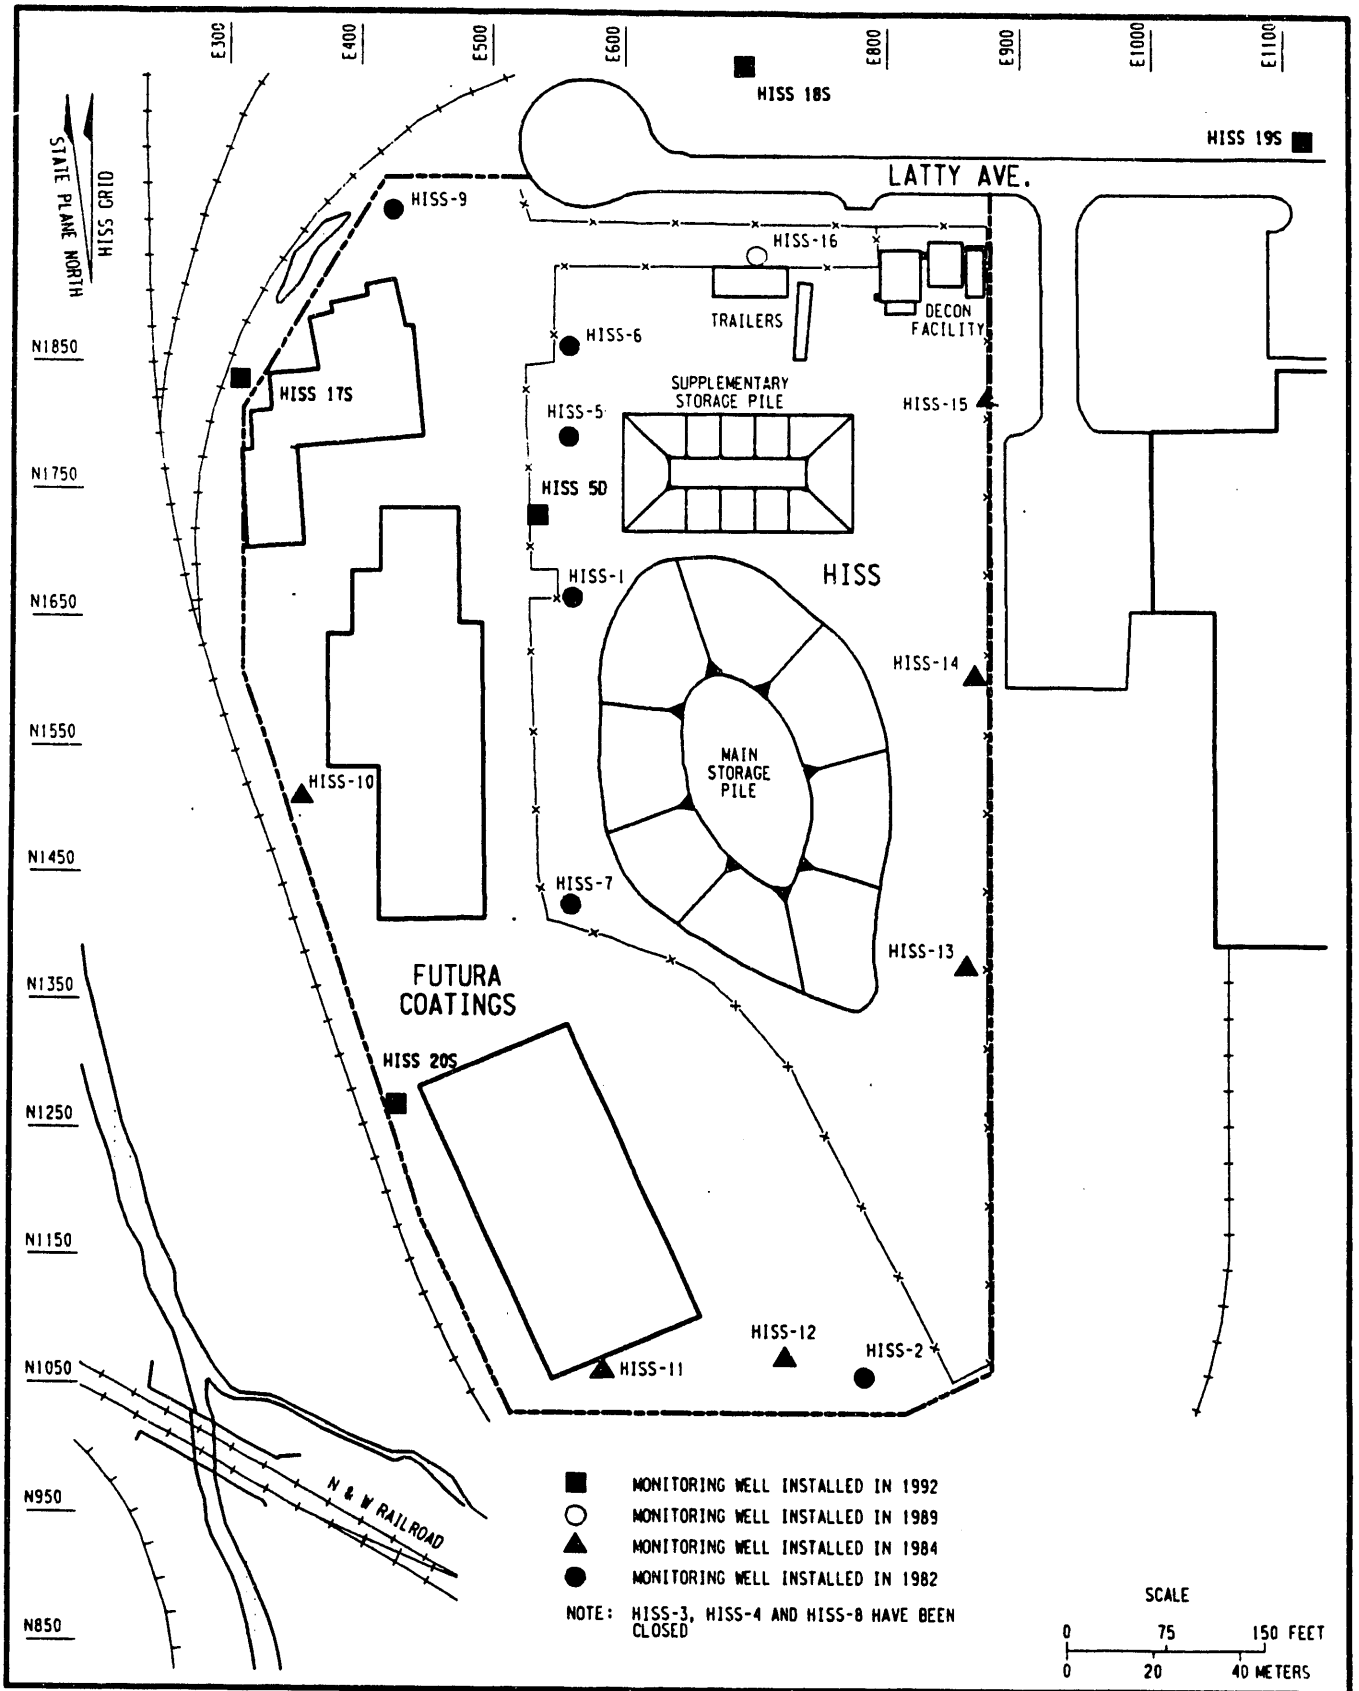 E300
E400
E500
E600
E800
E900
E1000
E1100
HISS 18S
HISS 19S
STATE PLANE NORTH
HISS GRID
LATTY AVE.
HISS-9
HISS-16
TRAILERS
DECON
FACILITY
N1850
HISS-6
HISS 17S
SUPPLEMENTARY
STORAGE PILE
HISS-15
HISS-5
N1750
HISS 5D
HISS-1
HISS
N1650
HISS-14
N1550
MAIN
STORAGE
PILE
HISS-10
N1450
HISS-7
HISS-13
N1350
FUTURA
COATINGS
HISS 20S
N1250
N1150
HISS-12
HISS-2
N1050
HISS-11
N & W RAILROAD
N950
MONITORING WELL INSTALLED IN 1992
MONITORING WELL INSTALLED IN 1989
MONITORING WELL INSTALLED IN 1984
MONITORING WELL INSTALLED IN 1982
NOTE: HISS-3, HISS-4 AND HISS-8 HAVE BEEN
CLOSED
N850
SCALE
0 75 150 FEET
0 20 40 METERS